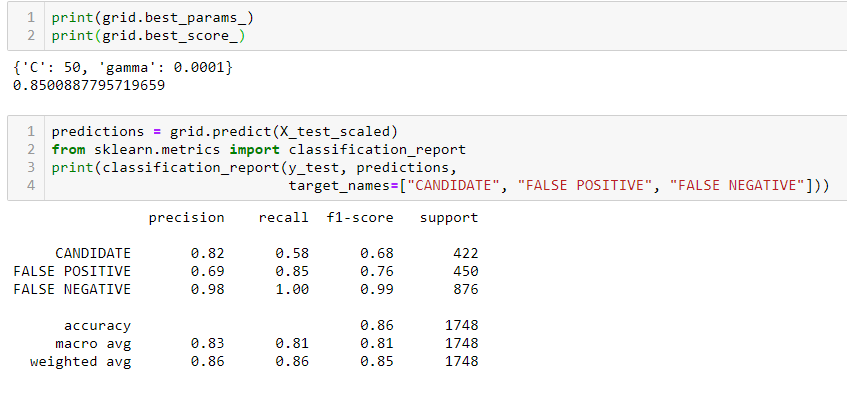 1 print(grid.best_params_)
2 print(grid.best_score_)
{'C': 50, 'gamma': 0.0001}
0.8500887795719659
1 predictions = grid.predict(X_test_scaled)
2 from sklearn.metrics import classification_report
3 print(classification_report(y_test, predictions,
4 target_names=["CANDIDATE", "FALSE POSITIVE", "FALSE NEGATIVE"]))
precision recall f1-score support
CANDIDATE 0.82 0.58 0.68 422
FALSE POSITIVE 0.69 0.85 0.76 450
FALSE NEGATIVE 0.98 1.00 0.99 876
accuracy 0.86 1748
macro avg 0.83 0.81 0.81 1748
weighted avg 0.86 0.86 0.85 1748